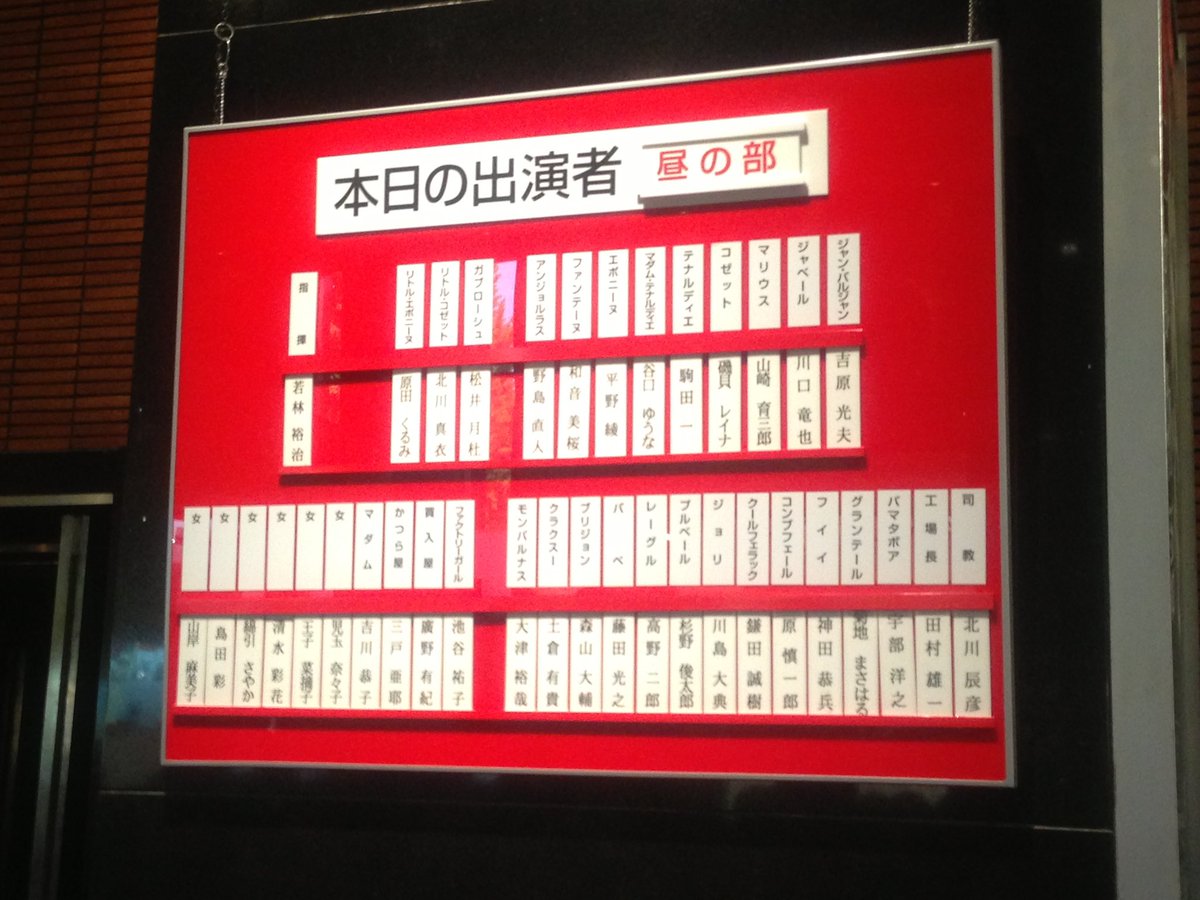 本日の出演者 昼の部
ジャン・バルジャン 吉原 光夫
ジャベール 川口 竜也
マリウス 山崎 育三郎
コゼット 磯貝 レイナ
テナルディエ 駒田 一
マダム・テナルディエ 谷口 ゆうな
エポニーヌ 平野 綾
ファンテーヌ 和音 美桜
アンジョルラス 野島 直人
ガブローシュ 松井 月杜
リトル・コゼット 北川 真衣
リトル・エポニーヌ 原田 くるみ
指揮 若林 裕治
司教 北川 辰彦
工場長 田村 雄一
バマタボア 宇部 洋之
グランテール 菊地 まさはる
フイイ 神田 恭兵
コンブフェール 原 慎一郎
クールフェラック 鎌田 誠樹
ジョリ 川島 大典
プルベール 杉野 俊太郎
レーグル 高野 二郎
バベ 藤田 光之
ブリジョン 森山 大輔
クラクスー 土倉 有貴
モンパルナス 大津 裕哉
ファクトリーガール 池谷 祐子
買入屋 廣野 有紀
かつら屋 三戸 亜耶
マダム 吉川 恭子
女 児玉 奈々子
女 王子 菜摘子
女 清水 彩花
女 綿引 さやか
女 島田 彩
女 山岸 麻美子